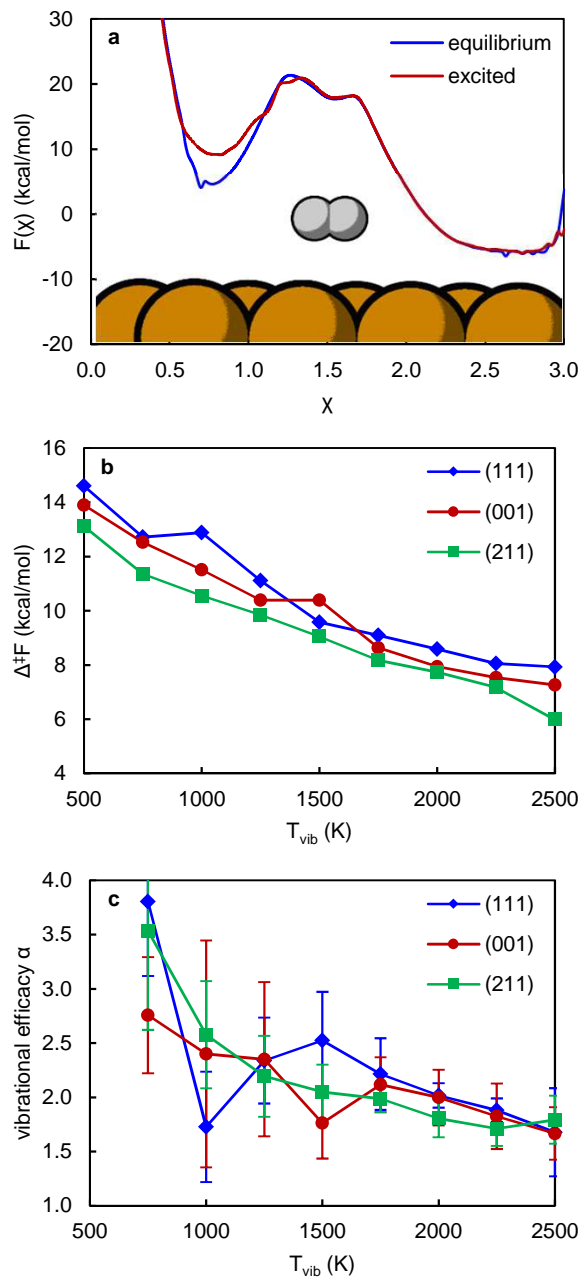 30
a
equilibrium
excited
20
10
0
-10
-20
F(χ) (kcal/mol)
0.0 0.5 1.0 1.5 2.0 2.5 3.0
χ
16
b
(111)
14
(001)
12
(211)
10
8
6
4
Δ‡F (kcal/mol)
500 1000 1500 2000 2500
Tvib (K)
4.0
c
(111)
3.5
(001)
3.0
(211)
2.5
2.0
1.5
1.0
vibrational efficacy α
500 1000 1500 2000 2500
Tvib (K)